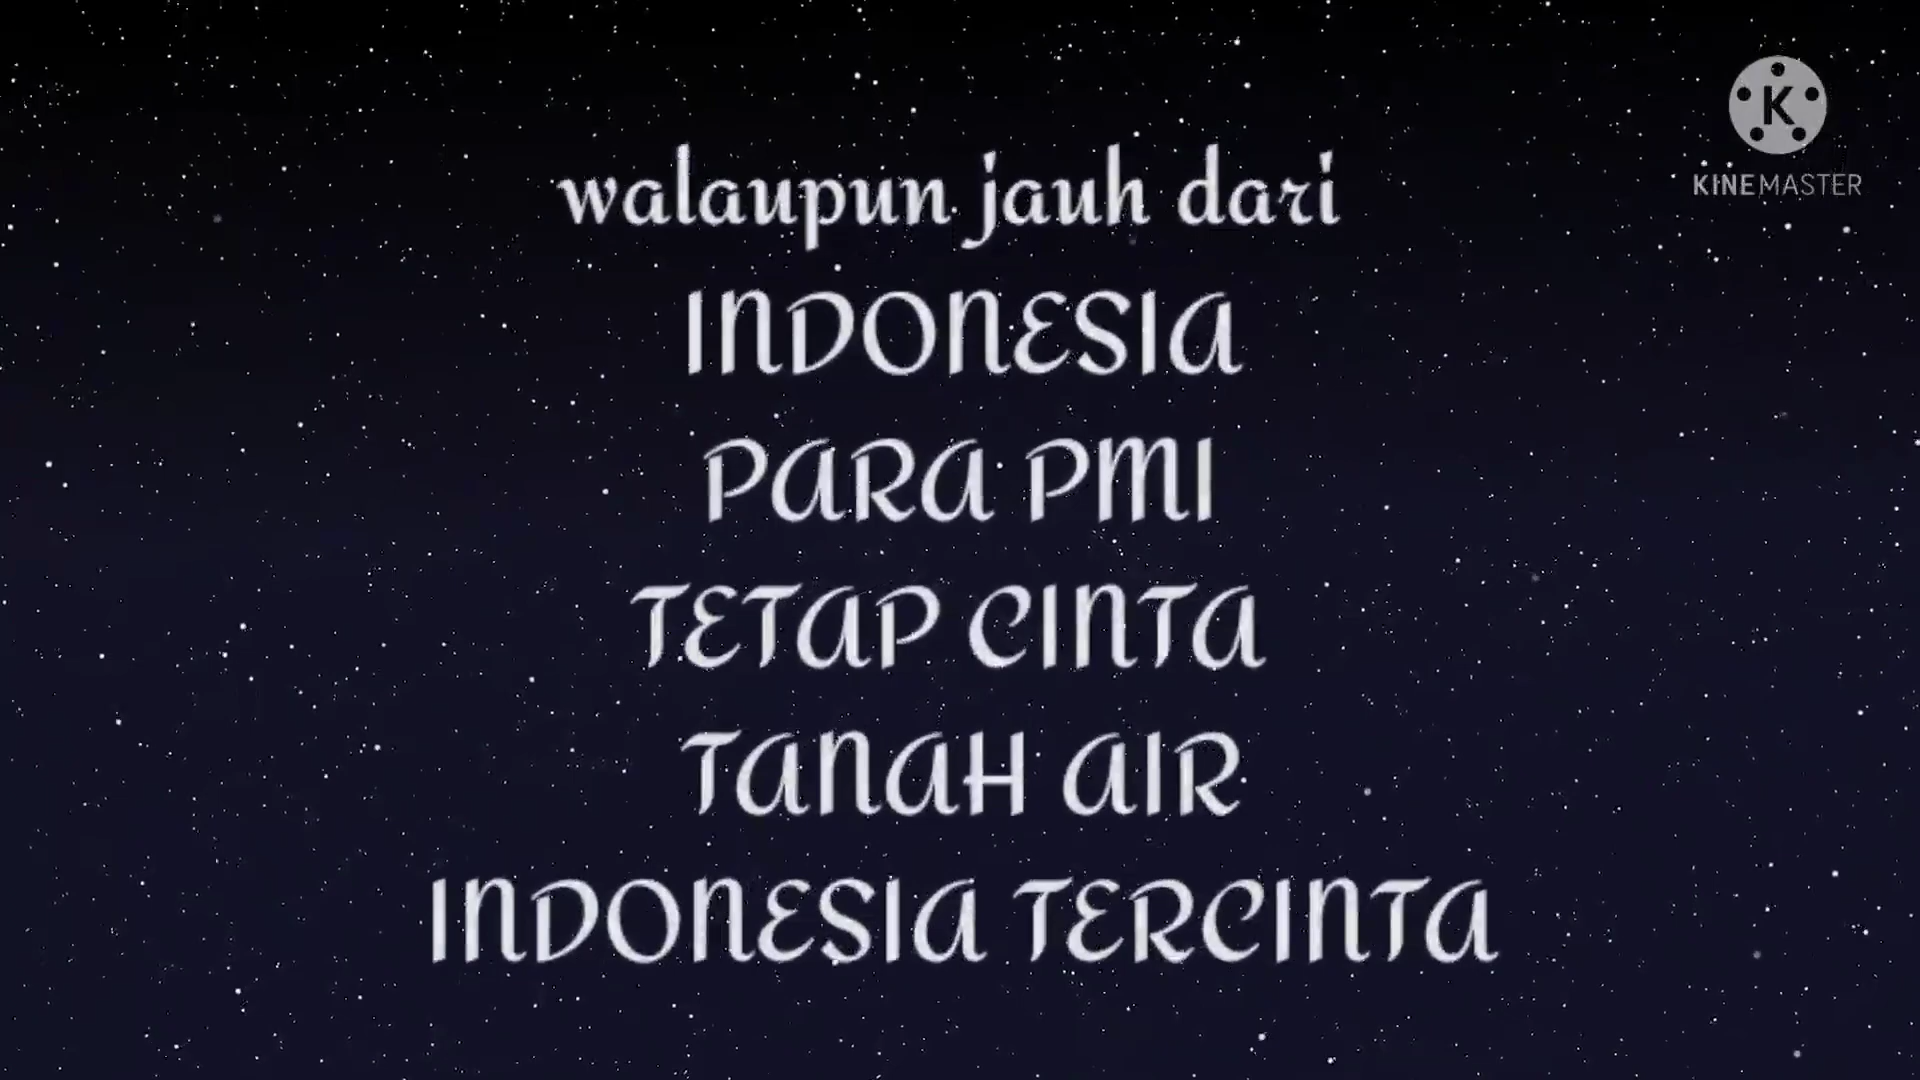 walaupun jauh dari
INDONESIA
PARA PMI
TETAP CINTA
TANAH AIR
INDONESIA TERCINTA
K
KINEMASTER